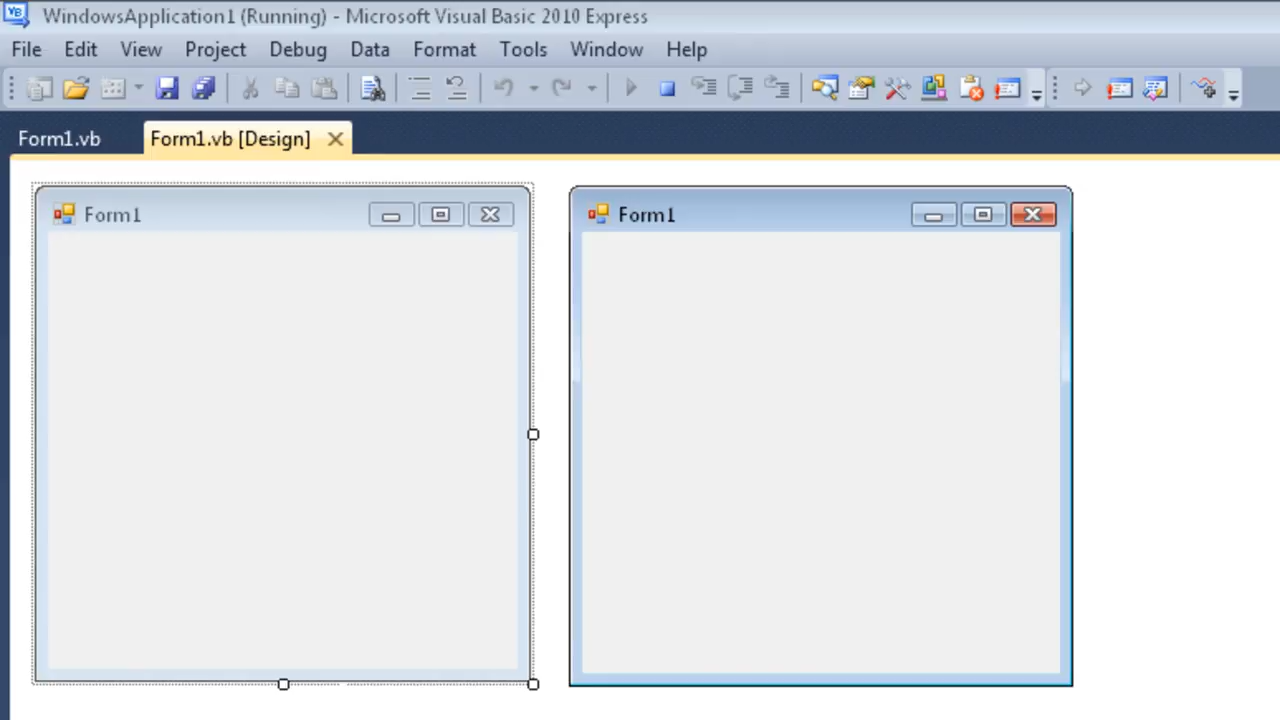 WindowsApplication1 (Running) - Microsoft Visual Basic 2010 Express
File Edit View Project Debug Data Format Tools Window Help
Form1.vb Form1.vb [Design]
Form1 Form1